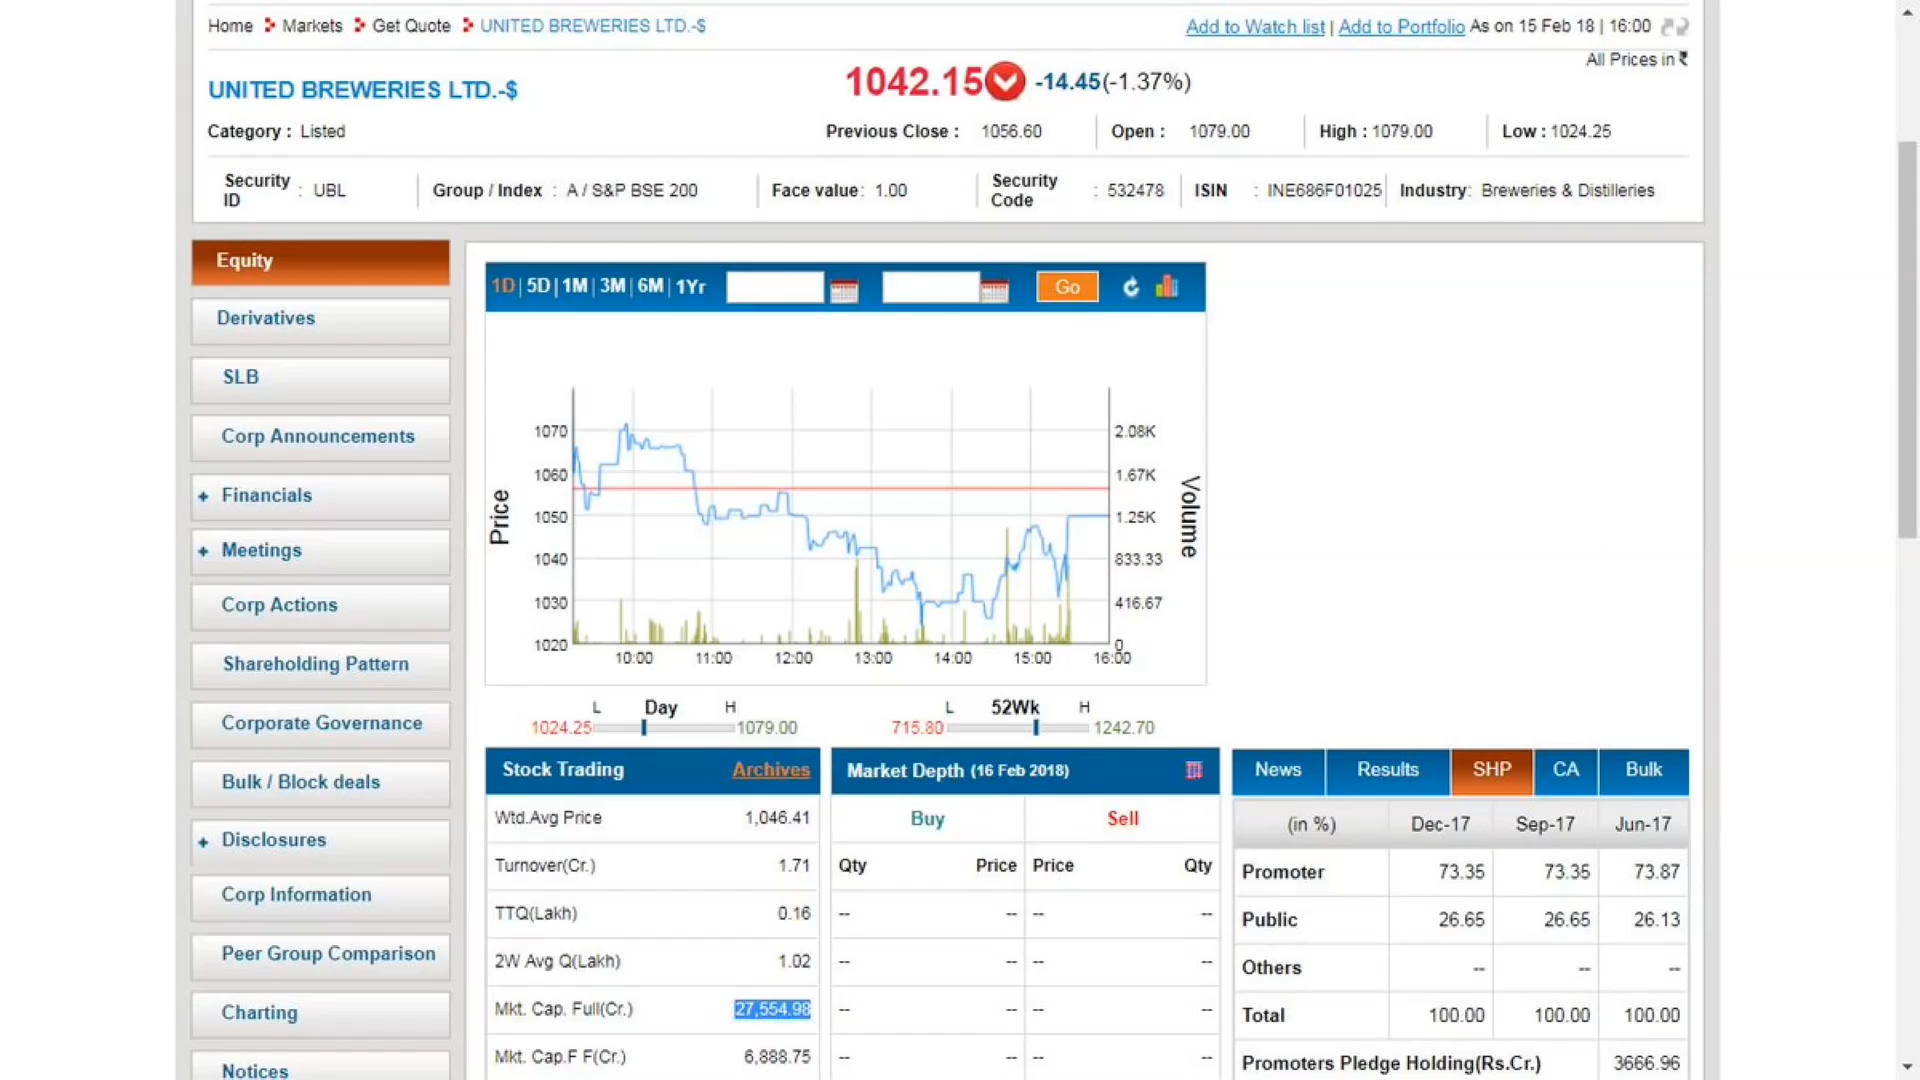 Home Markets Get Quote UNITED BREWERIES LTD.-$
Add to Watch list | Add to Portfolio As on 15 Feb 18 | 16:00
All Prices in ₹
UNITED BREWERIES LTD.-$
1042.15 -14.45(-1.37%)
Category : Listed
Previous Close : 1056.60 Open : 1079.00 High : 1079.00 Low : 1024.25
Security ID : UBL
Group / Index : A / S&P BSE 200
Face value: 1.00
Security Code : 532478
ISIN : INE686F01025
Industry: Breweries & Distilleries
Equity
Derivatives
SLB
Corp Announcements
+ Financials
+ Meetings
Corp Actions
Shareholding Pattern
Corporate Governance
Bulk / Block deals
+ Disclosures
Corp Information
Peer Group Comparison
Charting
Notices
1D | 5D | 1M | 3M | 6M | 1Yr Go
Price
1070
1060
1050
1040
1030
1020
2.08K
1.67K
1.25K
833.33
416.67
0
Volume
10:00 11:00 12:00 13:00 14:00 15:00 16:00
L Day H
1024.25 1079.00
L 52Wk H
715.80 1242.70
Stock Trading Archives
Wtd.Avg Price 1,046.41
Turnover(Cr.) 1.71
TTQ(Lakh) 0.16
2W Avg Q(Lakh) 1.02
Mkt. Cap. Full(Cr.) 27,554.98
Mkt. Cap.F F(Cr.) 6,888.75
Market Depth (16 Feb 2018)
Buy Sell
Qty Price Price Qty
-- -- -- --
-- -- -- --
-- -- -- --
-- -- -- --
News Results SHP CA Bulk
(in %) Dec-17 Sep-17 Jun-17
Promoter 73.35 73.35 73.87
Public 26.65 26.65 26.13
Others -- -- --
Total 100.00 100.00 100.00
Promoters Pledge Holding(Rs.Cr.) 3666.96